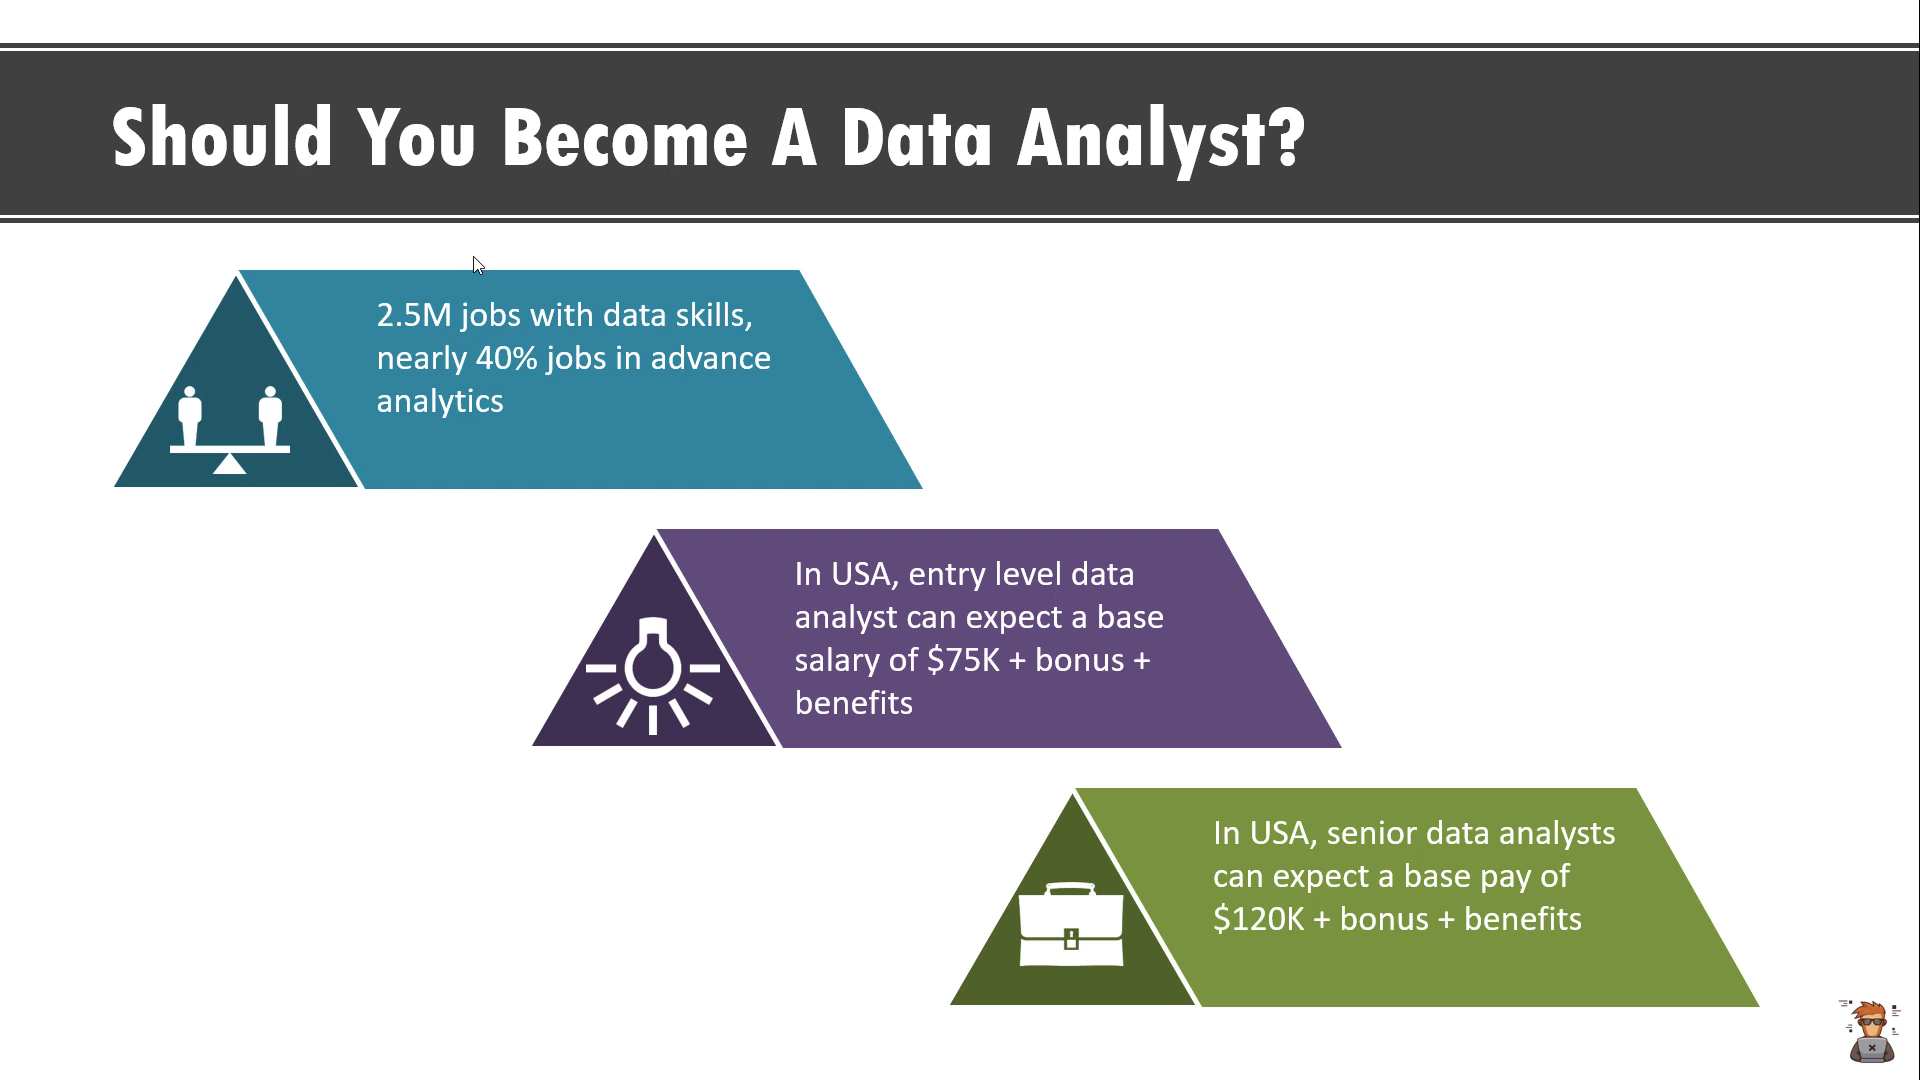 Should You Become A Data Analyst?
2.5M jobs with data skills,
nearly 40% jobs in advance
analytics
In USA, entry level data
analyst can expect a base
salary of $75K + bonus +
benefits
In USA, senior data analysts
can expect a base pay of
$120K + bonus + benefits